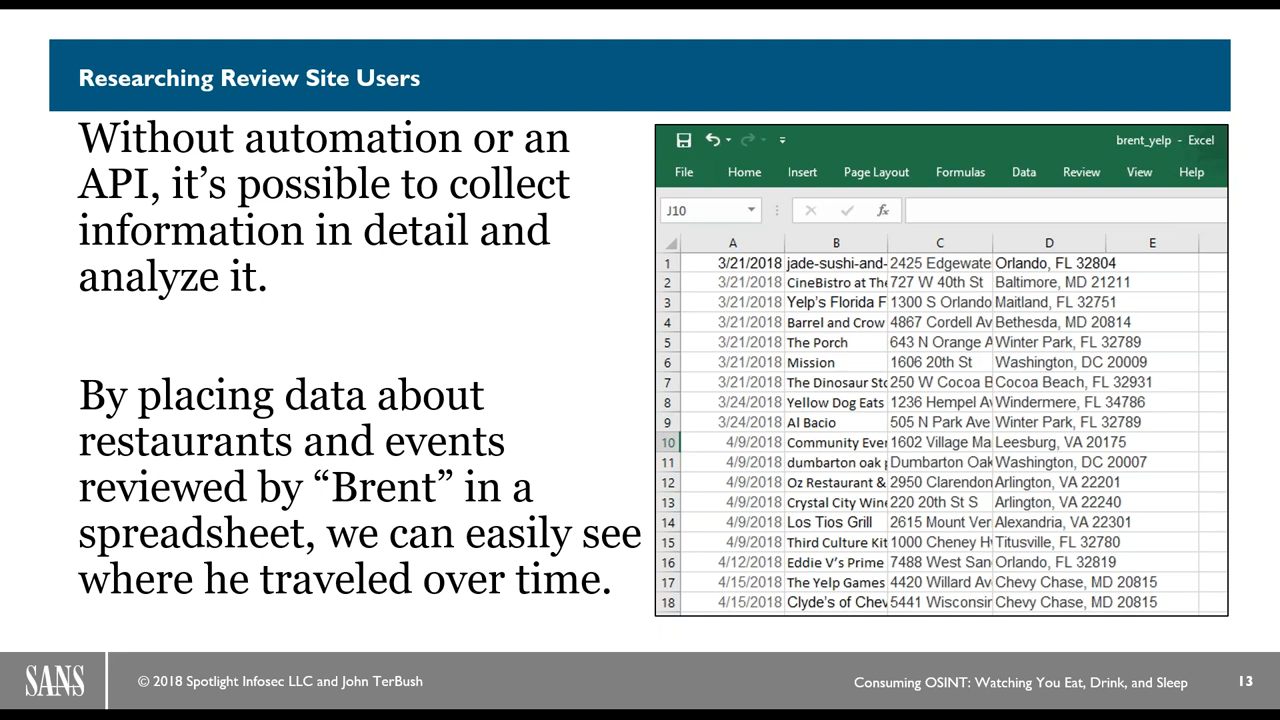 Researching Review Site Users
Without automation or an
API, it’s possible to collect
information in detail and
analyze it.
By placing data about
restaurants and events
reviewed by “Brent” in a
spreadsheet, we can easily see
where he traveled over time.
brent_yelp - Excel
File Home Insert Page Layout Formulas Data Review View Help
J10 fx
A B C D E
1 3/21/2018 jade-sushi-and- 2425 Edgewate Orlando, FL 32804
2 3/21/2018 CineBistro at The 727 W 40th St Baltimore, MD 21211
3 3/21/2018 Yelp's Florida F 1300 S Orlando Maitland, FL 32751
4 3/21/2018 Barrel and Crow 4867 Cordell Av Bethesda, MD 20814
5 3/21/2018 The Porch 643 N Orange A Winter Park, FL 32789
6 3/21/2018 Mission 1606 20th St Washington, DC 20009
7 3/21/2018 The Dinosaur Sto 250 W Cocoa B Cocoa Beach, FL 32931
8 3/24/2018 Yellow Dog Eats 1236 Hempel Av Windermere, FL 34786
9 3/24/2018 Al Bacio 505 N Park Ave Winter Park, FL 32789
10 4/9/2018 Community Even 1602 Village Ma Leesburg, VA 20175
11 4/9/2018 dumbarton oak p Dumbarton Oak Washington, DC 20007
12 4/9/2018 Oz Restaurant & 2950 Clarendon Arlington, VA 22201
13 4/9/2018 Crystal City Wine 220 20th St S Arlington, VA 22240
14 4/9/2018 Los Tios Grill 2615 Mount Ver Alexandria, VA 22301
15 4/9/2018 Third Culture Kit 1000 Cheney H Titusville, FL 32780
16 4/12/2018 Eddie V's Prime 7488 West San Orlando, FL 32819
17 4/15/2018 The Yelp Games 4420 Willard Av Chevy Chase, MD 20815
18 4/15/2018 Clyde's of Chev 5441 Wisconsin Chevy Chase, MD 20815
SANS
© 2018 Spotlight Infosec LLC and John TerBush
Consuming OSINT: Watching You Eat, Drink, and Sleep
13